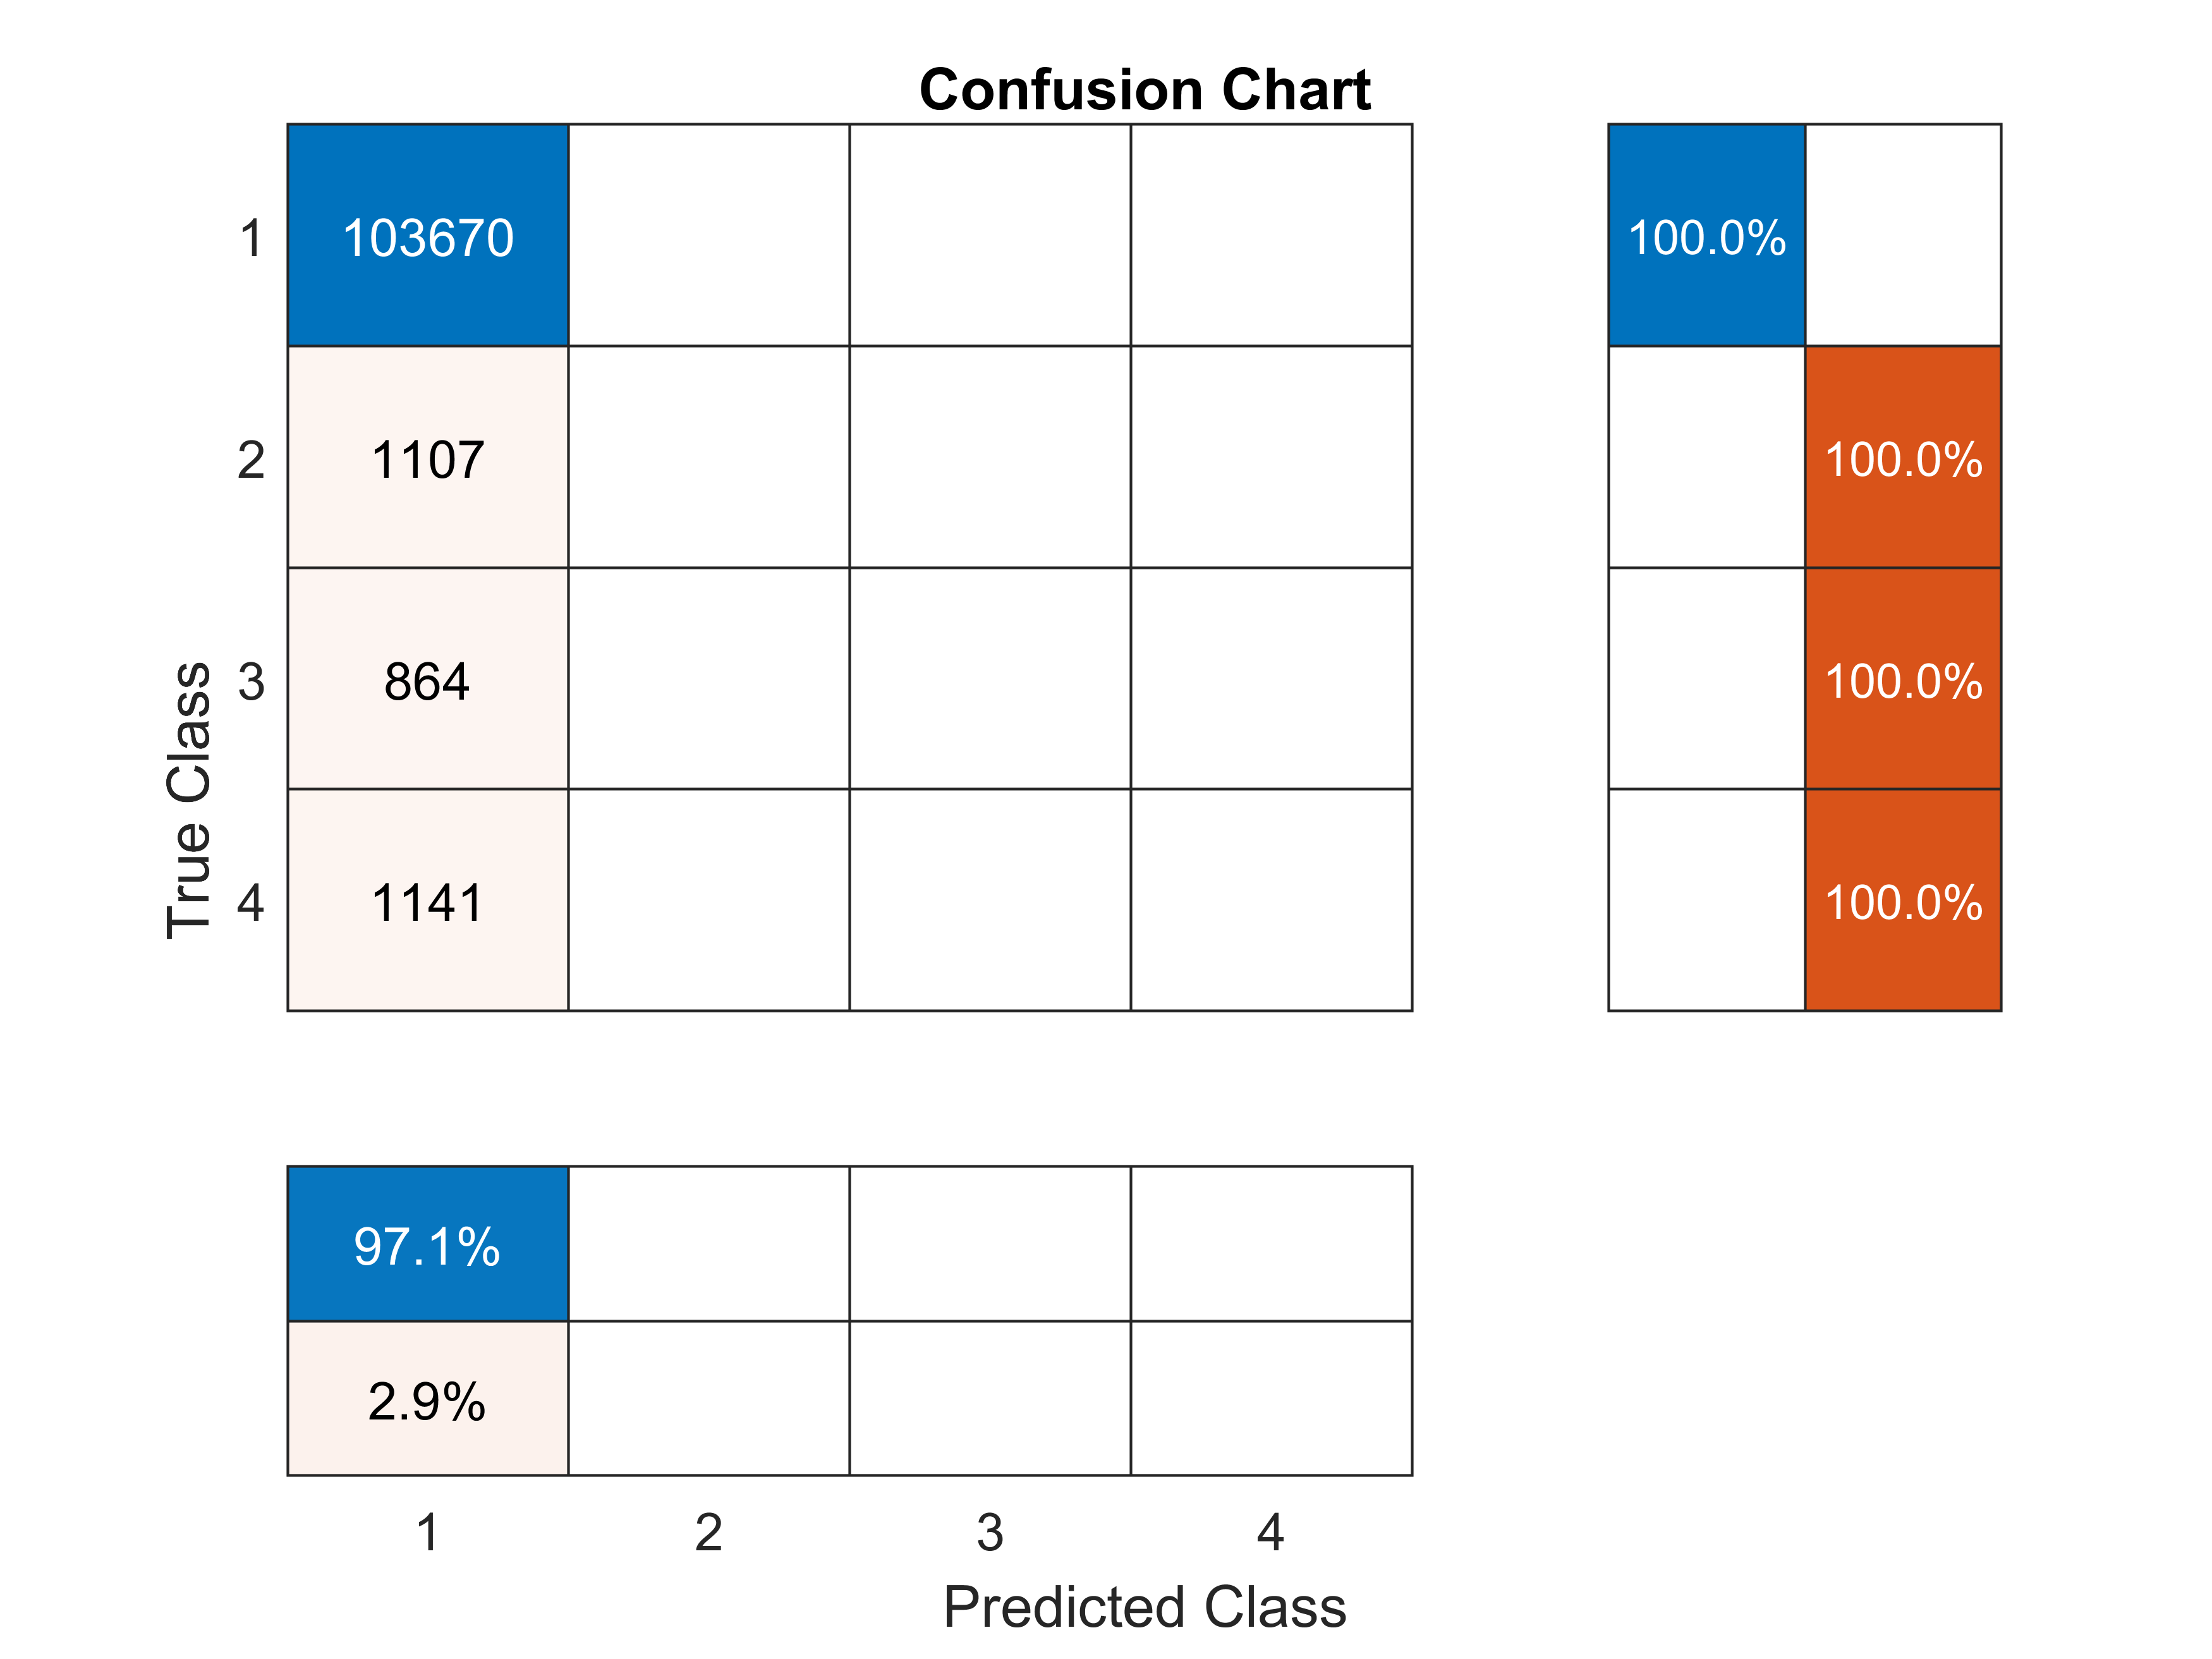 Confusion Chart
1 103670 100.0%
2 1107 100.0%
3 864 100.0%
4 1141 100.0%
True Class
97.1%
2.9%
1 2 3 4
Predicted Class